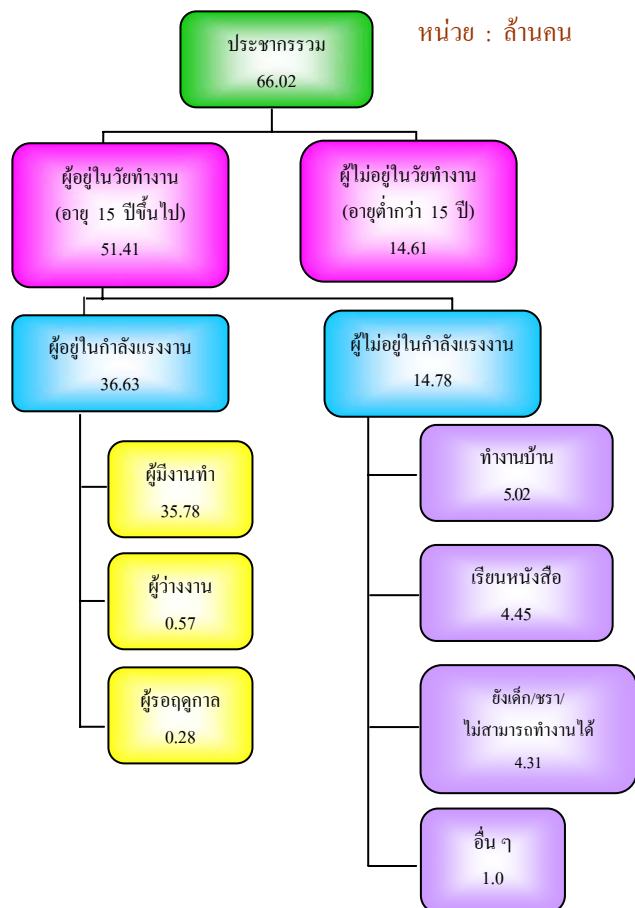 หน่วย : ล้านคน
ประชากรรวม
66.02
ผู้อยู่ในวัยทำงาน
(อายุ 15 ปีขึ้นไป)
51.41
ผู้ไม่อยู่ในวัยทำงาน
(อายุต่ำกว่า 15 ปี)
14.61
ผู้อยู่ในกำลังแรงงาน
36.63
ผู้ไม่อยู่ในกำลังแรงงาน
14.78
ผู้มีงานทำ
35.78
ผู้ว่างงาน
0.57
ผู้รอฤดูกาล
0.28
ทำงานบ้าน
5.02
เรียนหนังสือ
4.45
ยังเด็ก/ชรา/
ไม่สามารถทำงานได้
4.31
อื่น ๆ
1.0